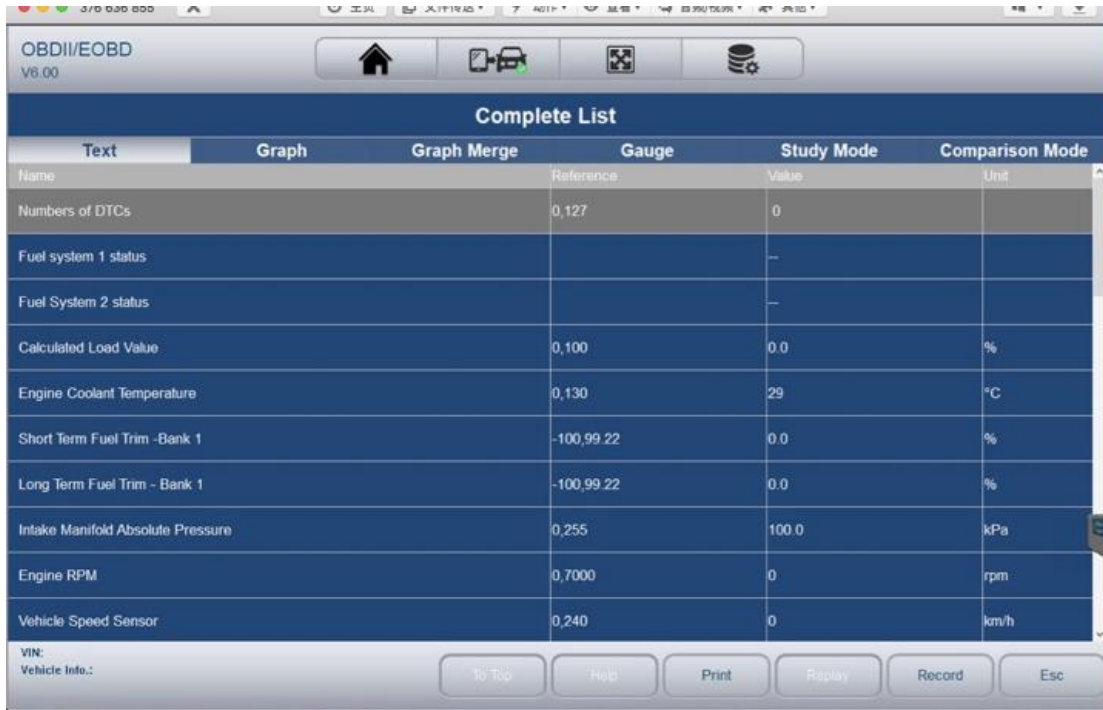 OBDII/EOBD
V6.00
Complete List
Text Graph Graph Merge Gauge Study Mode Comparison Mode
Name Reference Value Unit
Numbers of DTCs 0,127 0
Fuel system 1 status --
Fuel System 2 status --
Calculated Load Value 0,100 0.0 %
Engine Coolant Temperature 0,130 29 °C
Short Term Fuel Trim -Bank 1 -100,99.22 0.0 %
Long Term Fuel Trim - Bank 1 -100,99.22 0.0 %
Intake Manifold Absolute Pressure 0,255 100.0 kPa
Engine RPM 0,7000 0 rpm
Vehicle Speed Sensor 0,240 0 km/h
VIN:
Vehicle Info.:
To Top Help Print Replay Record Esc